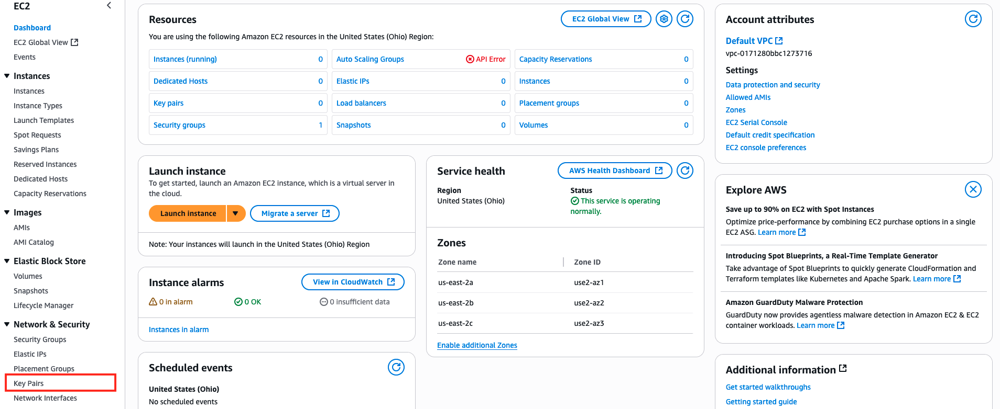 EC2
Dashboard
EC2 Global View
Events
Instances
Instances
Instance Types
Launch Templates
Spot Requests
Savings Plans
Reserved Instances
Dedicated Hosts
Capacity Reservations
Images
AMIs
AMI Catalog
Elastic Block Store
Volumes
Snapshots
Lifecycle Manager
Network & Security
Security Groups
Elastic IPs
Placement Groups
Key Pairs
Network Interfaces
Resources
EC2 Global View
You are using the following Amazon EC2 resources in the United States (Ohio) Region:
Instances (running) 0
Auto Scaling Groups API Error
Capacity Reservations 0
Dedicated Hosts 0
Elastic IPs 0
Instances 0
Key pairs 0
Load balancers 0
Placement groups 0
Security groups 1
Snapshots 0
Volumes 0
Launch instance
To get started, launch an Amazon EC2 instance, which is a virtual server in
the cloud.
Launch instance
Migrate a server
Note: Your instances will launch in the United States (Ohio) Region
Instance alarms
View in CloudWatch
0 in alarm
0 OK
0 insufficient data
Instances in alarm
Scheduled events
United States (Ohio)
No scheduled events
Service health
AWS Health Dashboard
Region
United States (Ohio)
Status
This service is operating
normally.
Zones
Zone name Zone ID
us-east-2a use2-az1
us-east-2b use2-az2
us-east-2c use2-az3
Enable additional Zones
Account attributes
Default VPC
vpc-0171280bbc1273716
Settings
Data protection and security
Allowed AMIs
Zones
EC2 Serial Console
Default credit specification
EC2 console preferences
Explore AWS
Save up to 90% on EC2 with Spot Instances
Optimize price-performance by combining EC2 purchase options in a single
EC2 ASG. Learn more
Introducing Spot Blueprints, a Real-Time Template Generator
Take advantage of Spot Blueprints to quickly generate CloudFormation and
Terraform templates like Kubernetes and Apache Spark. Learn more
Amazon GuardDuty Malware Protection
GuardDuty now provides agentless malware detection in Amazon EC2 & EC2
container workloads. Learn more
Additional information
Get started walkthroughs
Getting started guide